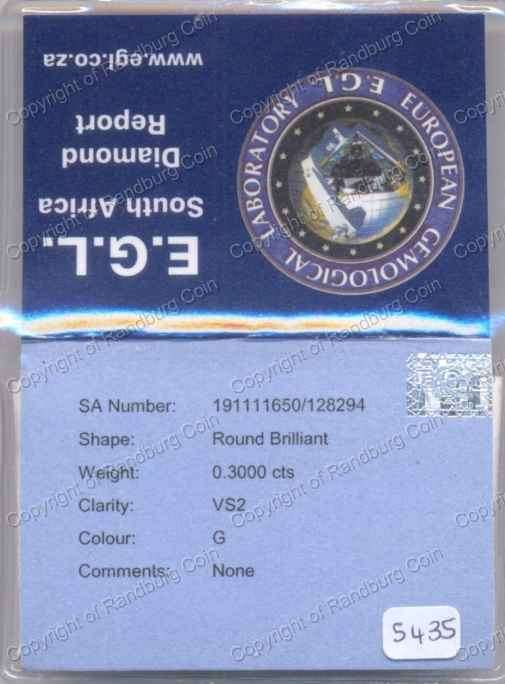 www.egl.co.za
Diamond
Report
South Africa
E.G.L.
E.G.L. EUROPEAN GEMOLOGICAL LABORATORY
SA Number: 191111650/128294
Shape: Round Brilliant
Weight: 0.3000 cts
Clarity: VS2
Colour: G
Comments: None
5435
Copyright of Randburg Coin